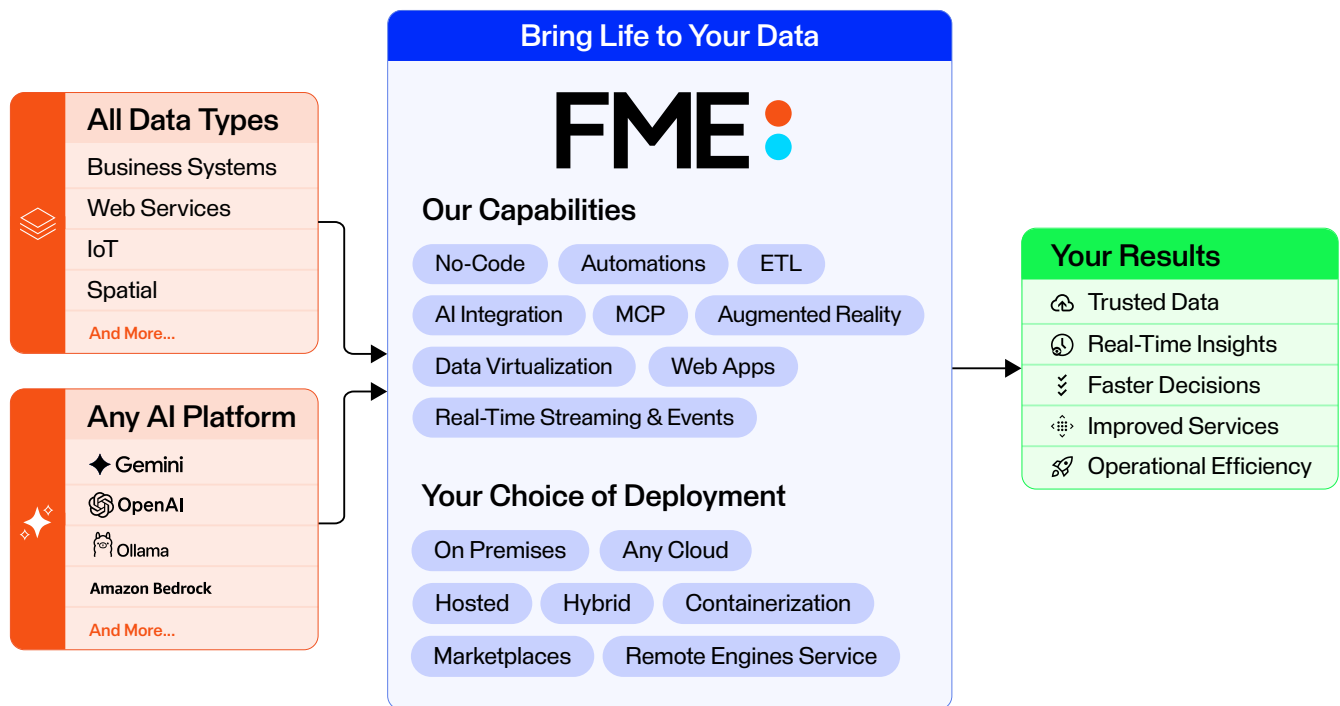 Bring Life to Your Data
All Data Types
Business Systems
Web Services
IoT
Spatial
And More...
Any AI Platform
Gemini
OpenAI
Ollama
Amazon Bedrock
And More...
FME
Our Capabilities
No-Code Automations ETL
AI Integration MCP Augmented Reality
Data Virtualization Web Apps
Real-Time Streaming & Events
Your Choice of Deployment
On Premises Any Cloud
Hosted Hybrid Containerization
Marketplaces Remote Engines Service
Your Results
Trusted Data
Real-Time Insights
Faster Decisions
Improved Services
Operational Efficiency